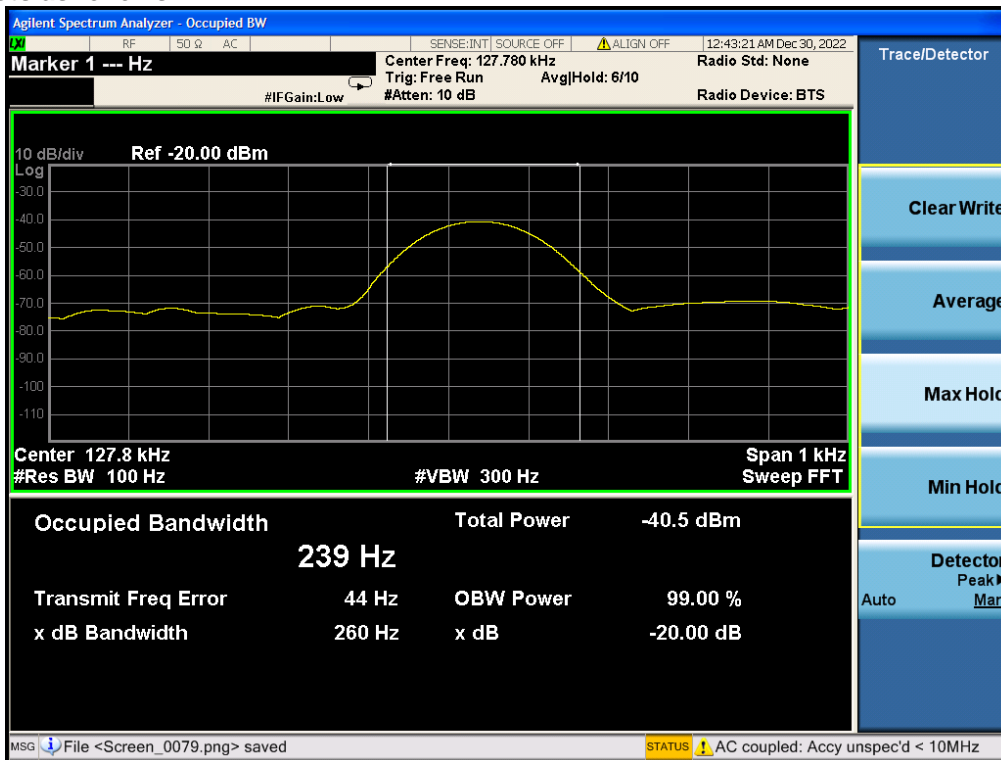 Agilent Spectrum Analyzer - Occupied BW
LXI RF 50 Ω AC SENSE:INT SOURCE OFF ALIGN OFF 12:43:21 AM Dec 30, 2022
Marker 1 --- Hz
Center Freq: 127.780 kHz
Radio Std: None
Trig: Free Run Avg|Hold: 6/10
#IFGain:Low
#Atten: 10 dB
Radio Device: BTS
10 dB/div Ref -20.00 dBm
Log
-30.0
-40.0
-50.0
-60.0
-70.0
-80.0
-90.0
-100
-110
Center 127.8 kHz Span 1 kHz
#Res BW 100 Hz #VBW 300 Hz Sweep FFT
Occupied Bandwidth Total Power -40.5 dBm
239 Hz
Transmit Freq Error 44 Hz OBW Power 99.00 %
x dB Bandwidth 260 Hz x dB -20.00 dB
Trace/Detector
Clear Write
Average
Max Hold
Min Hold
Detector
Peak
Auto Man
MSG File <Screen_0079.png> saved STATUS AC coupled: Accy unspec'd < 10MHz